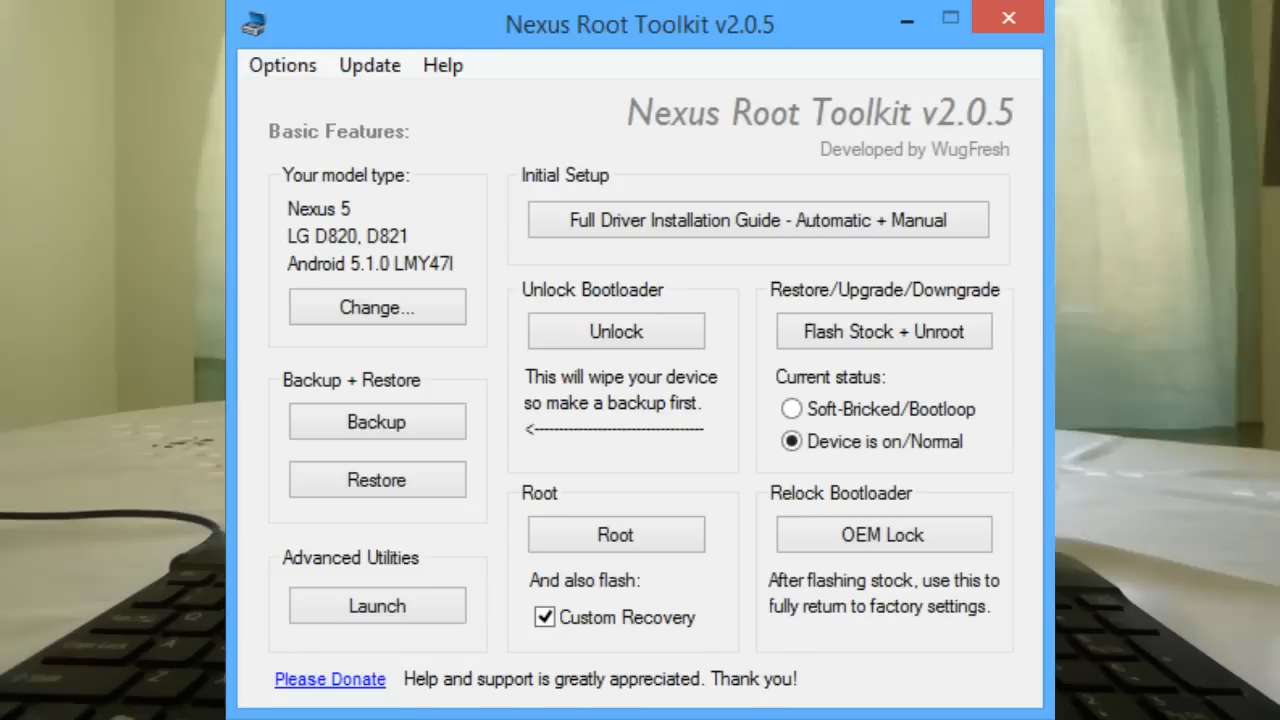 Nexus Root Toolkit v2.0.5
Options Update Help
Nexus Root Toolkit v2.0.5
Developed by WugFresh
Basic Features:
Your model type:
Nexus 5
LG D820, D821
Android 5.1.0 LMY47I
Change...
Backup + Restore
Backup
Restore
Advanced Utilities
Launch
Initial Setup
Full Driver Installation Guide - Automatic + Manual
Unlock Bootloader
Unlock
This will wipe your device
so make a backup first.
<-----------------------------------
Restore/Upgrade/Downgrade
Flash Stock + Unroot
Current status:
Soft-Bricked/Bootloop
Device is on/Normal
Root
Root
And also flash:
Custom Recovery
Relock Bootloader
OEM Lock
After flashing stock, use this to
fully return to factory settings.
Please Donate Help and support is greatly appreciated. Thank you!